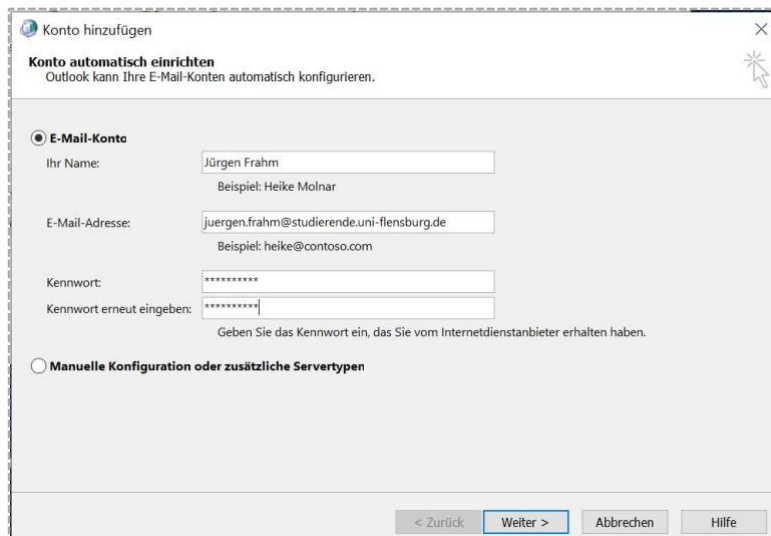 Konto hinzufügen
Konto automatisch einrichten
Outlook kann Ihre E-Mail-Konten automatisch konfigurieren.
E-Mail-Konto
Ihr Name: Jürgen Frahm
Beispiel: Heike Molnar
E-Mail-Adresse: juergen.frahm@studierende.uni-flensburg.de
Beispiel: heike@contoso.com
Kennwort: **********
Kennwort erneut eingeben: **********
Geben Sie das Kennwort ein, das Sie vom Internetdienstanbieter erhalten haben.
Manuelle Konfiguration oder zusätzliche Servertypen
< Zurück Weiter > Abbrechen Hilfe